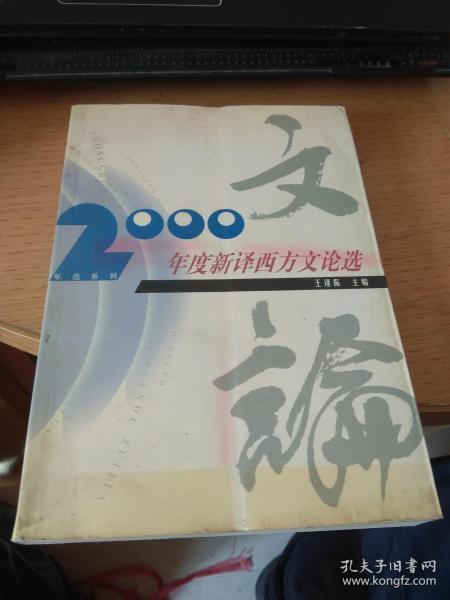 文
論
2000
年度新译西方文论选
年选系列
王逢振 主编
孔夫子旧书网
www.kongfz.com